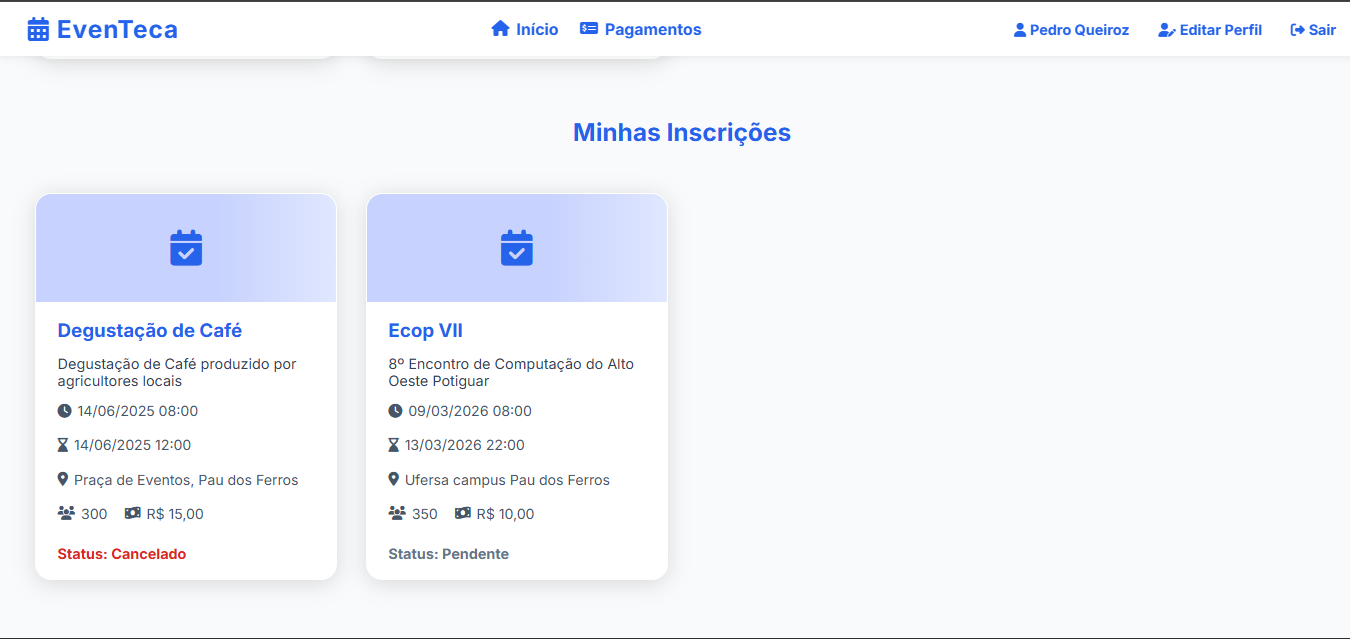 EvenTeca
Início Pagamentos
Pedro Queiroz Editar Perfil Sair
Minhas Inscrições
Degustação de Café
Degustação de Café produzido por
agricultores locais
14/06/2025 08:00
14/06/2025 12:00
Praça de Eventos, Pau dos Ferros
300 R$ 15,00
Status: Cancelado
Ecop VII
8º Encontro de Computação do Alto
Oeste Potiguar
09/03/2026 08:00
13/03/2026 22:00
Ufersa campus Pau dos Ferros
350 R$ 10,00
Status: Pendente